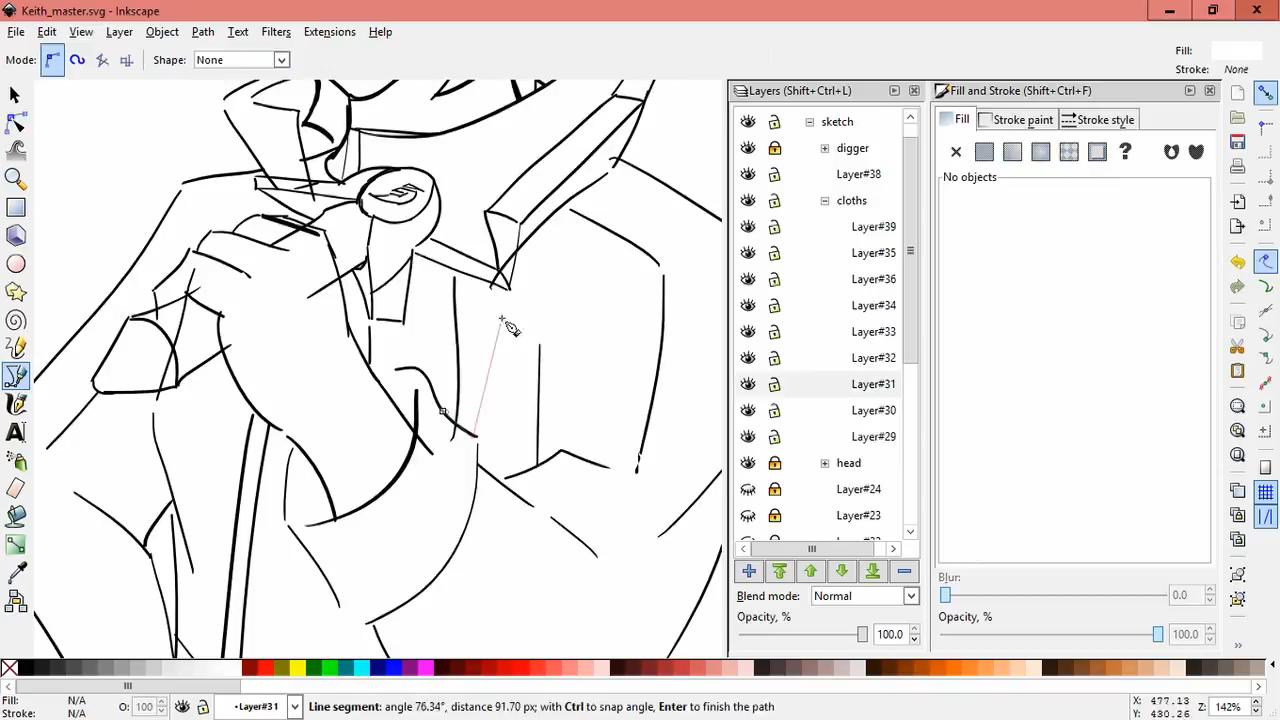 Keith_master.svg - Inkscape
File Edit View Layer Object Path Text Filters Extensions Help
Mode: Shape: None Fill:
Stroke: None
Layers (Shift+Ctrl+L)
Fill and Stroke (Shift+Ctrl+F)
sketch
digger
Layer#38
cloths
Layer#39
Layer#35
Layer#36
Layer#34
Layer#33
Layer#32
Layer#31
Layer#30
Layer#29
head
Layer#24
Layer#23
Blend mode: Normal
Opacity, %
100.0
Fill Stroke paint Stroke style
No objects
Blur:
0.0
Opacity, %
100.0
Fill: N/A
Stroke: N/A
O: 100
•Layer#31
Line segment: angle 76.34°, distance 91.70 px; with Ctrl to snap angle, Enter to finish the path
X: 477.13
Y: 430.26
Z: 142%